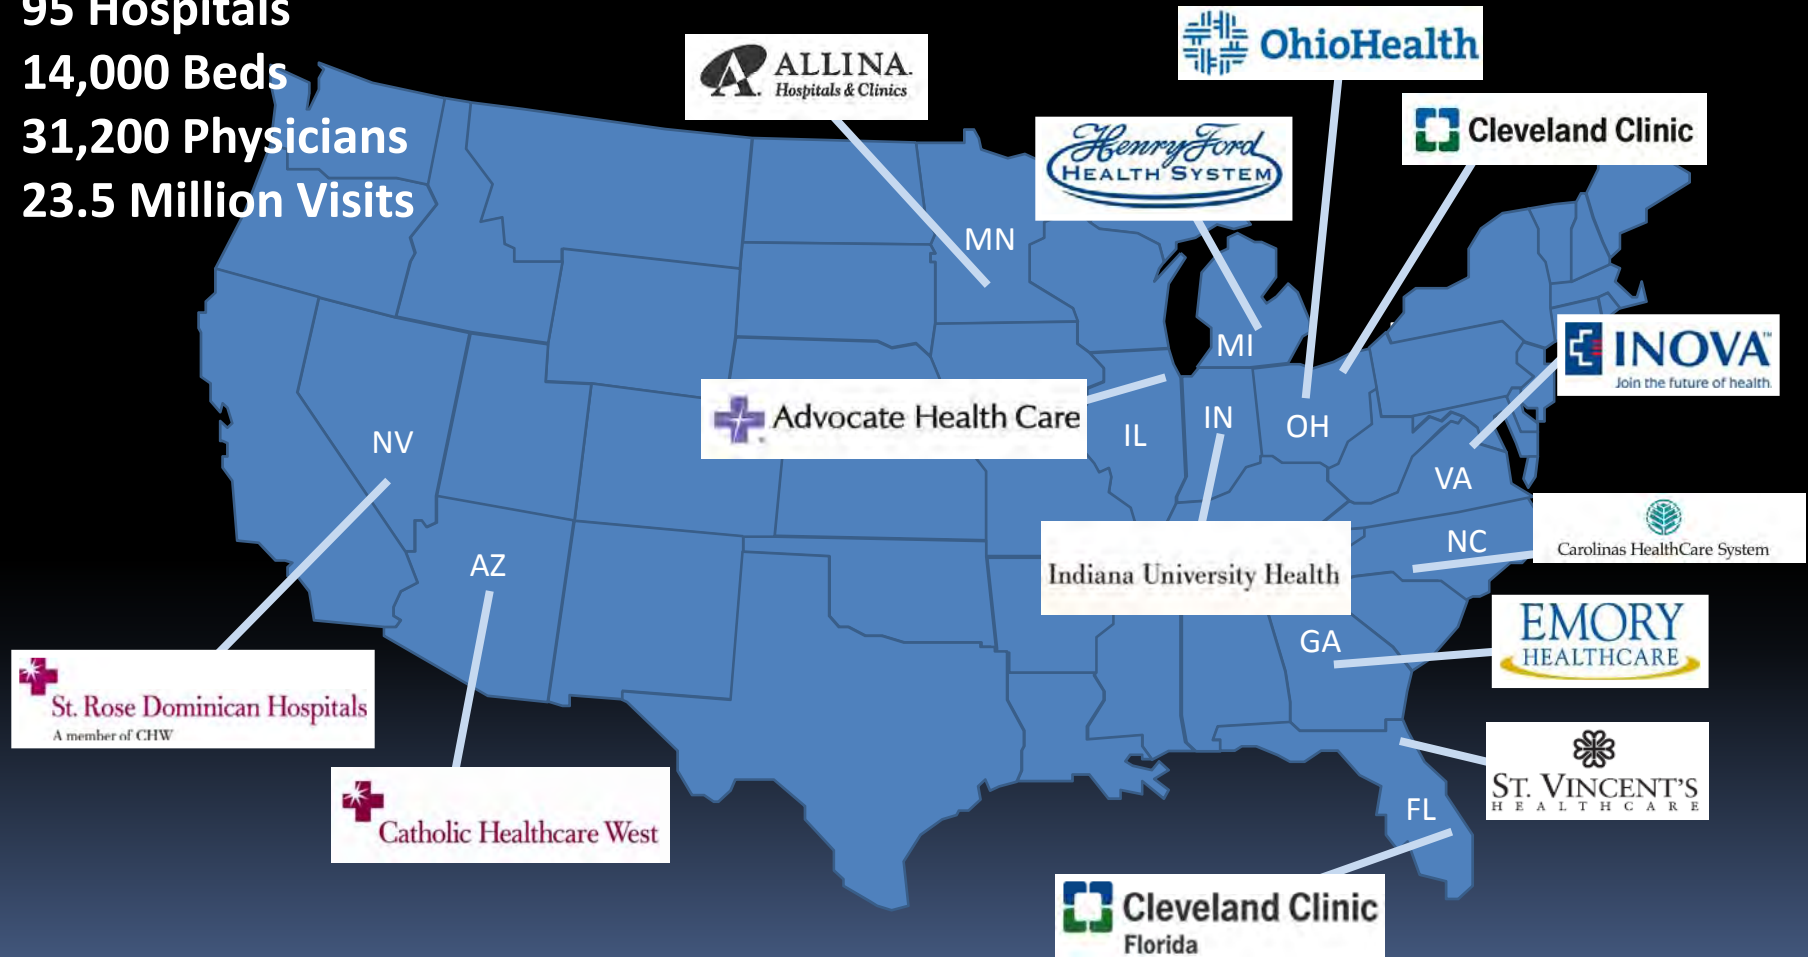 95 Hospitals
14,000 Beds
31,200 Physicians
23.5 Million Visits
ALLINA.
Hospitals & Clinics
OhioHealth
Henry Ford
HEALTH SYSTEM
Cleveland Clinic
MN
MI
INOVA™
Join the future of health.
Advocate Health Care
NV
IL
IN
OH
VA
Carolinas HealthCare System
NC
AZ
Indiana University Health
EMORY
HEALTHCARE
GA
St. Rose Dominican Hospitals
A member of CHW
ST. VINCENT'S
HEALTHCARE
FL
Catholic Healthcare West
Cleveland Clinic
Florida